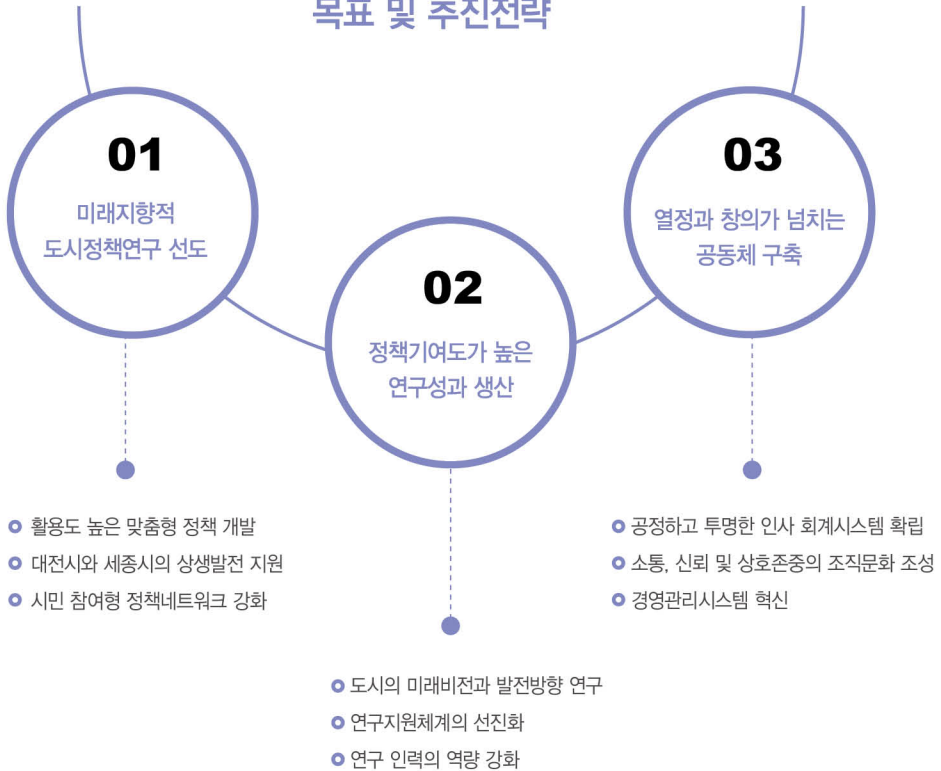 목표 및 추진전략
01
미래지향적
도시정책연구 선도
활용도 높은 맞춤형 정책 개발
대전시와 세종시의 상생발전 지원
시민 참여형 정책네트워크 강화
02
정책기여도가 높은
연구성과 생산
도시의 미래비전과 발전방향 연구
연구지원체계의 선진화
연구 인력의 역량 강화
03
열정과 창의가 넘치는
공동체 구축
공정하고 투명한 인사 회계시스템 확립
소통, 신뢰 및 상호존중의 조직문화 조성
경영관리시스템 혁신